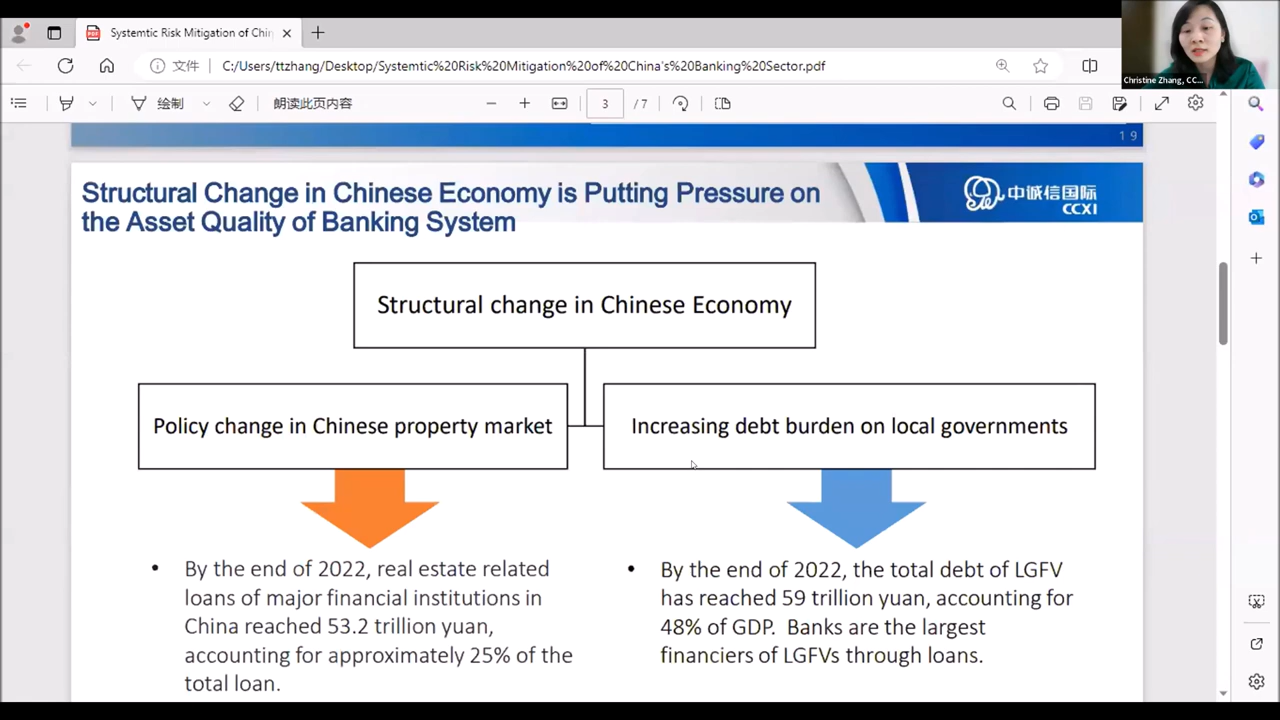 Systemtic Risk Mitigation of Chi
文件
C:/Users/ttzhang/Desktop/Systemtic%20Risk%20Mitigation%20of%20China's%20Banking%20Sector.pdf
绘制
朗读此页内容
3
/ 7
Christine Zhang, CC...
19
Structural Change in Chinese Economy is Putting Pressure on
the Asset Quality of Banking System
中诚信国际
CCXI
Structural change in Chinese Economy
Policy change in Chinese property market
Increasing debt burden on local governments
• By the end of 2022, real estate related
loans of major financial institutions in
China reached 53.2 trillion yuan,
accounting for approximately 25% of the
total loan.
• By the end of 2022, the total debt of LGFV
has reached 59 trillion yuan, accounting for
48% of GDP.  Banks are the largest
financiers of LGFVs through loans.